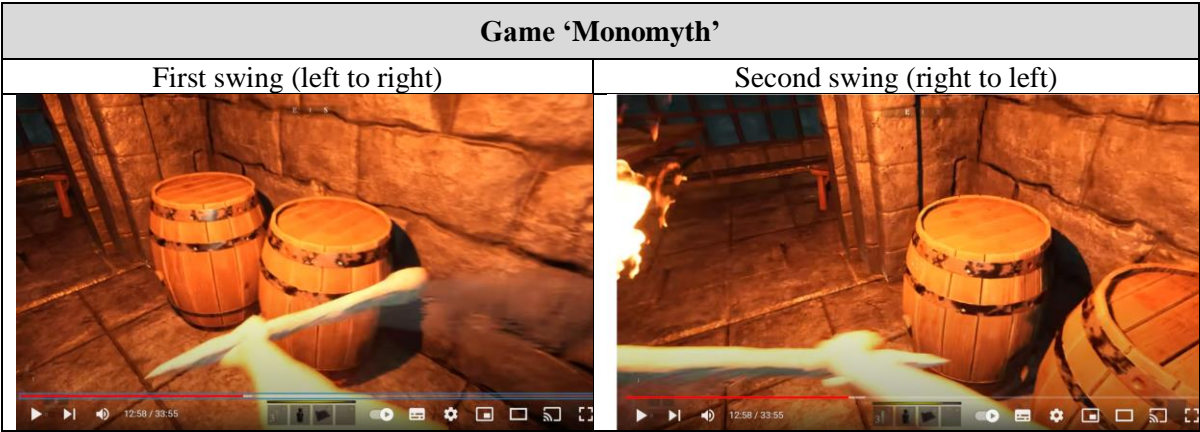 Game ‘Monomyth’
First swing (left to right)
Second swing (right to left)
E S
E
12:58 / 33:55
12:58 / 33:55